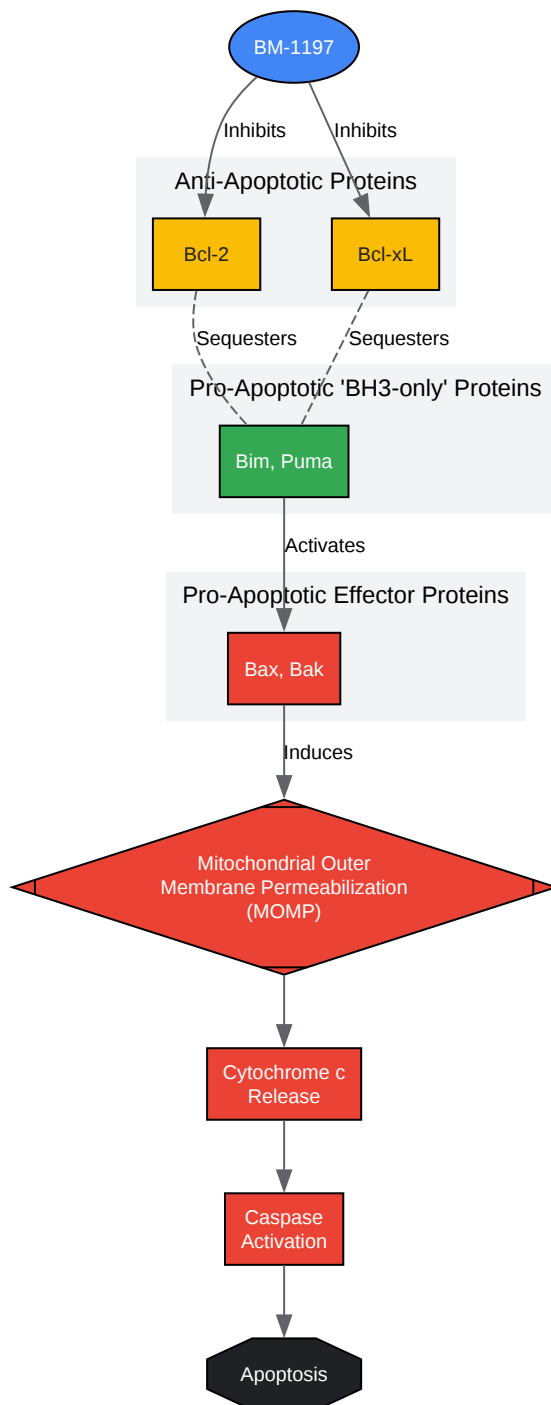 BM-1197
Inhibits
Inhibits
Anti-Apoptotic Proteins
Bcl-2
Bcl-xL
Sequesters
Sequesters
Pro-Apoptotic 'BH3-only' Proteins
Bim, Puma
Activates
Pro-Apoptotic Effector Proteins
Bax, Bak
Induces
Mitochondrial Outer
Membrane Permeabilization
(MOMP)
Cytochrome c
Release
Caspase
Activation
Apoptosis